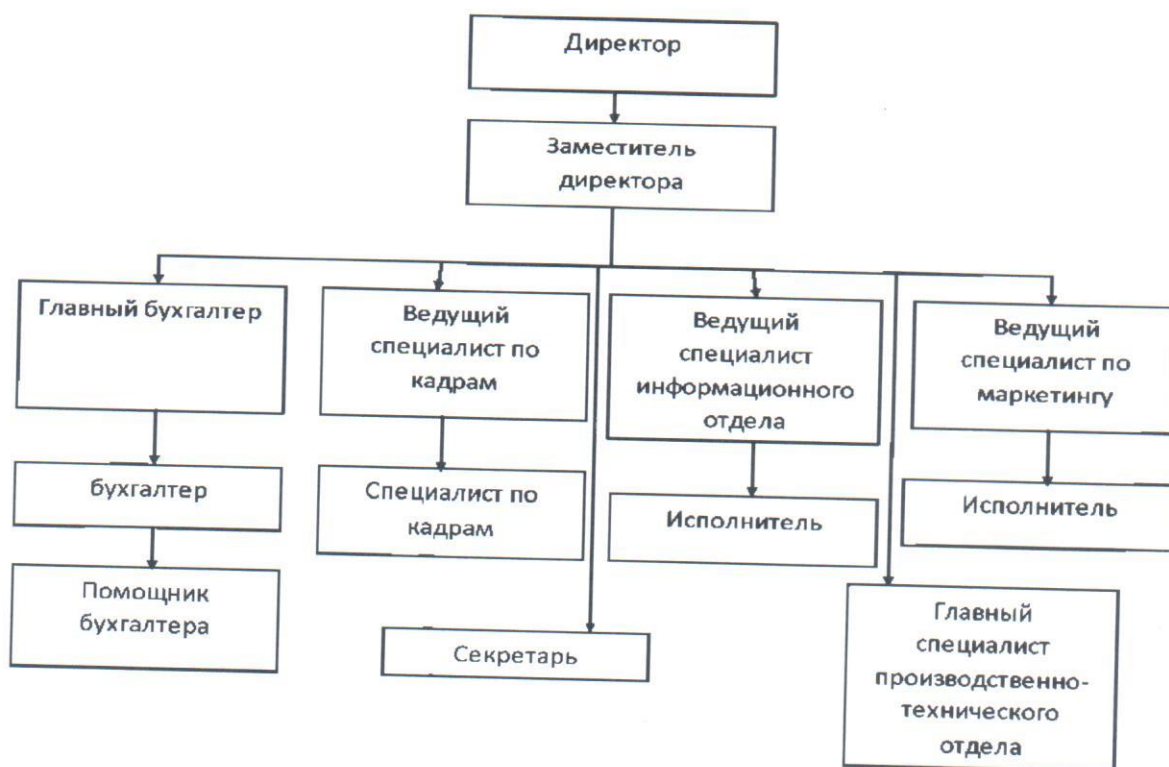 Директор
Заместитель
директора
Главный бухгалтер
Ведущий
специалист по
кадрам
Ведущий
специалист
информационного
отдела
Ведущий
специалист по
маркетингу
бухгалтер
Специалист по
кадрам
Исполнитель
Исполнитель
Помощник
бухгалтера
Секретарь
Главный
специалист
производственно-
технического
отдела